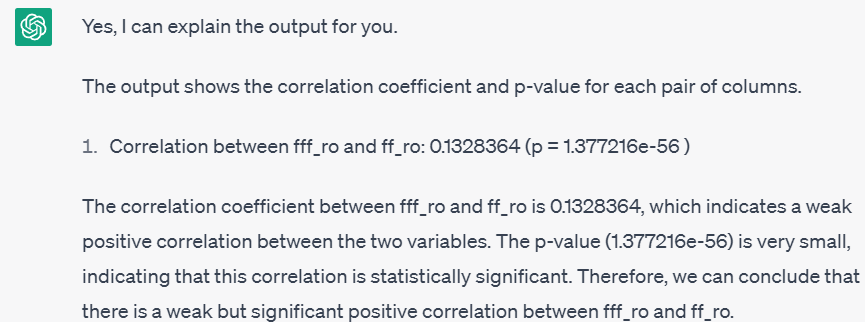 Yes, I can explain the output for you.
The output shows the correlation coefficient and p-value for each pair of columns.
1. Correlation between fff_ro and ff_ro: 0.1328364 (p = 1.377216e-56 )
The correlation coefficient between fff_ro and ff_ro is 0.1328364, which indicates a weak
positive correlation between the two variables. The p-value (1.377216e-56) is very small,
indicating that this correlation is statistically significant. Therefore, we can conclude that
there is a weak but significant positive correlation between fff_ro and ff_ro.